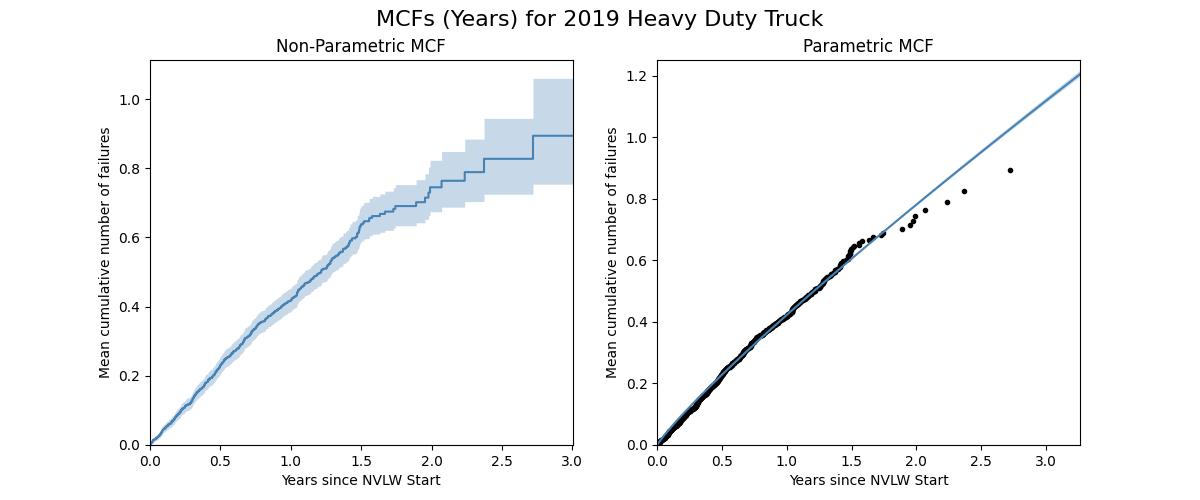 MCFs (Years) for 2019 Heavy Duty Truck
Non-Parametric MCF
Mean cumulative number of failures
1.0
0.8
0.6
0.4
0.2
0.0
0.0 0.5 1.0 1.5 2.0 2.5 3.0
Years since NVLW Start
Parametric MCF
Mean cumulative number of failures
1.2
1.0
0.8
0.6
0.4
0.2
0.0
0.0 0.5 1.0 1.5 2.0 2.5 3.0
Years since NVLW Start